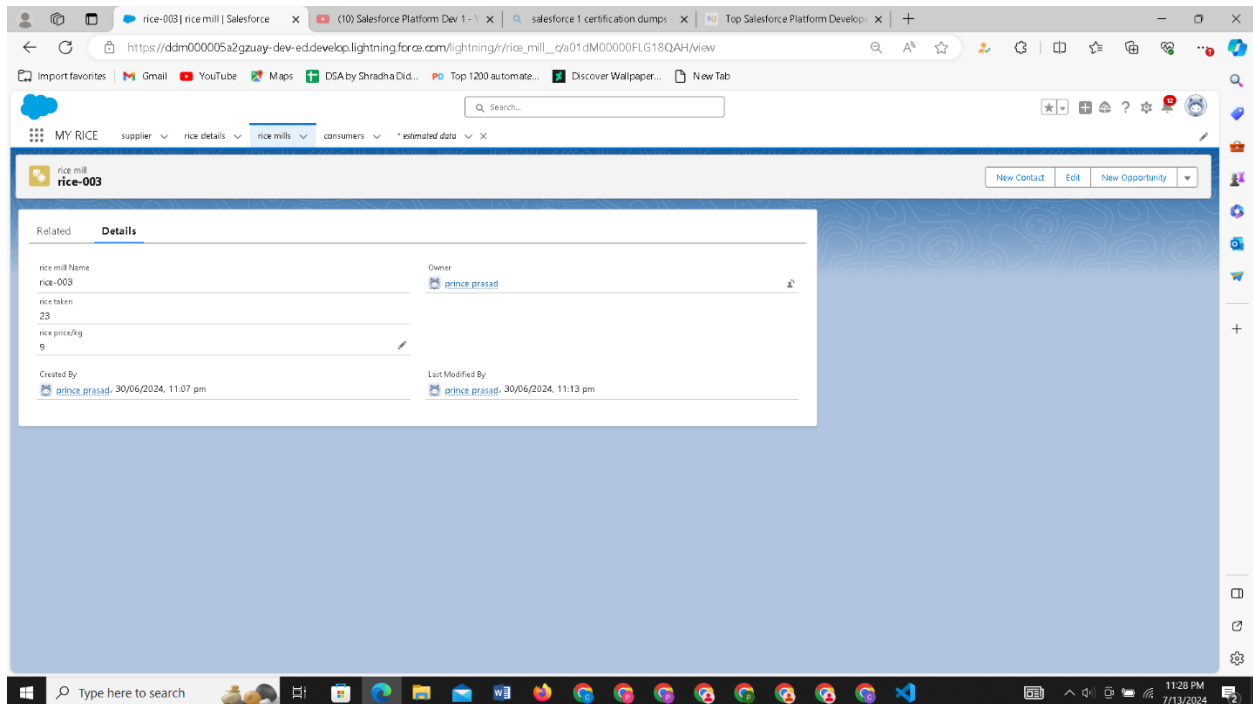 rice-003 | rice mill | Salesforce
(10) Salesforce Platform Dev 1 - Y
salesforce 1 certification dumps -
Top Salesforce Platform Develope
https://ddm000005a2gzuay-dev-ed.develop.lightning.force.com/lightning/r/rice_mill__c/a01dM00000FLG18QAH/view
Import favorites
Gmail
YouTube
Maps
DSA by Shradha Did...
Top 1200 automate...
Discover Wallpaper...
New Tab
Search...
12
MY RICE
supplier
rice details
rice mills
consumers
* estimated data
rice mill
rice-003
New Contact
Edit
New Opportunity
Related
Details
rice mill Name
rice-003
Owner
prince prasad
rice taken
23
rice price/kg
9
Created By
prince prasad, 30/06/2024, 11:07 pm
Last Modified By
prince prasad, 30/06/2024, 11:13 pm
Type here to search
11:28 PM
7/13/2024
2